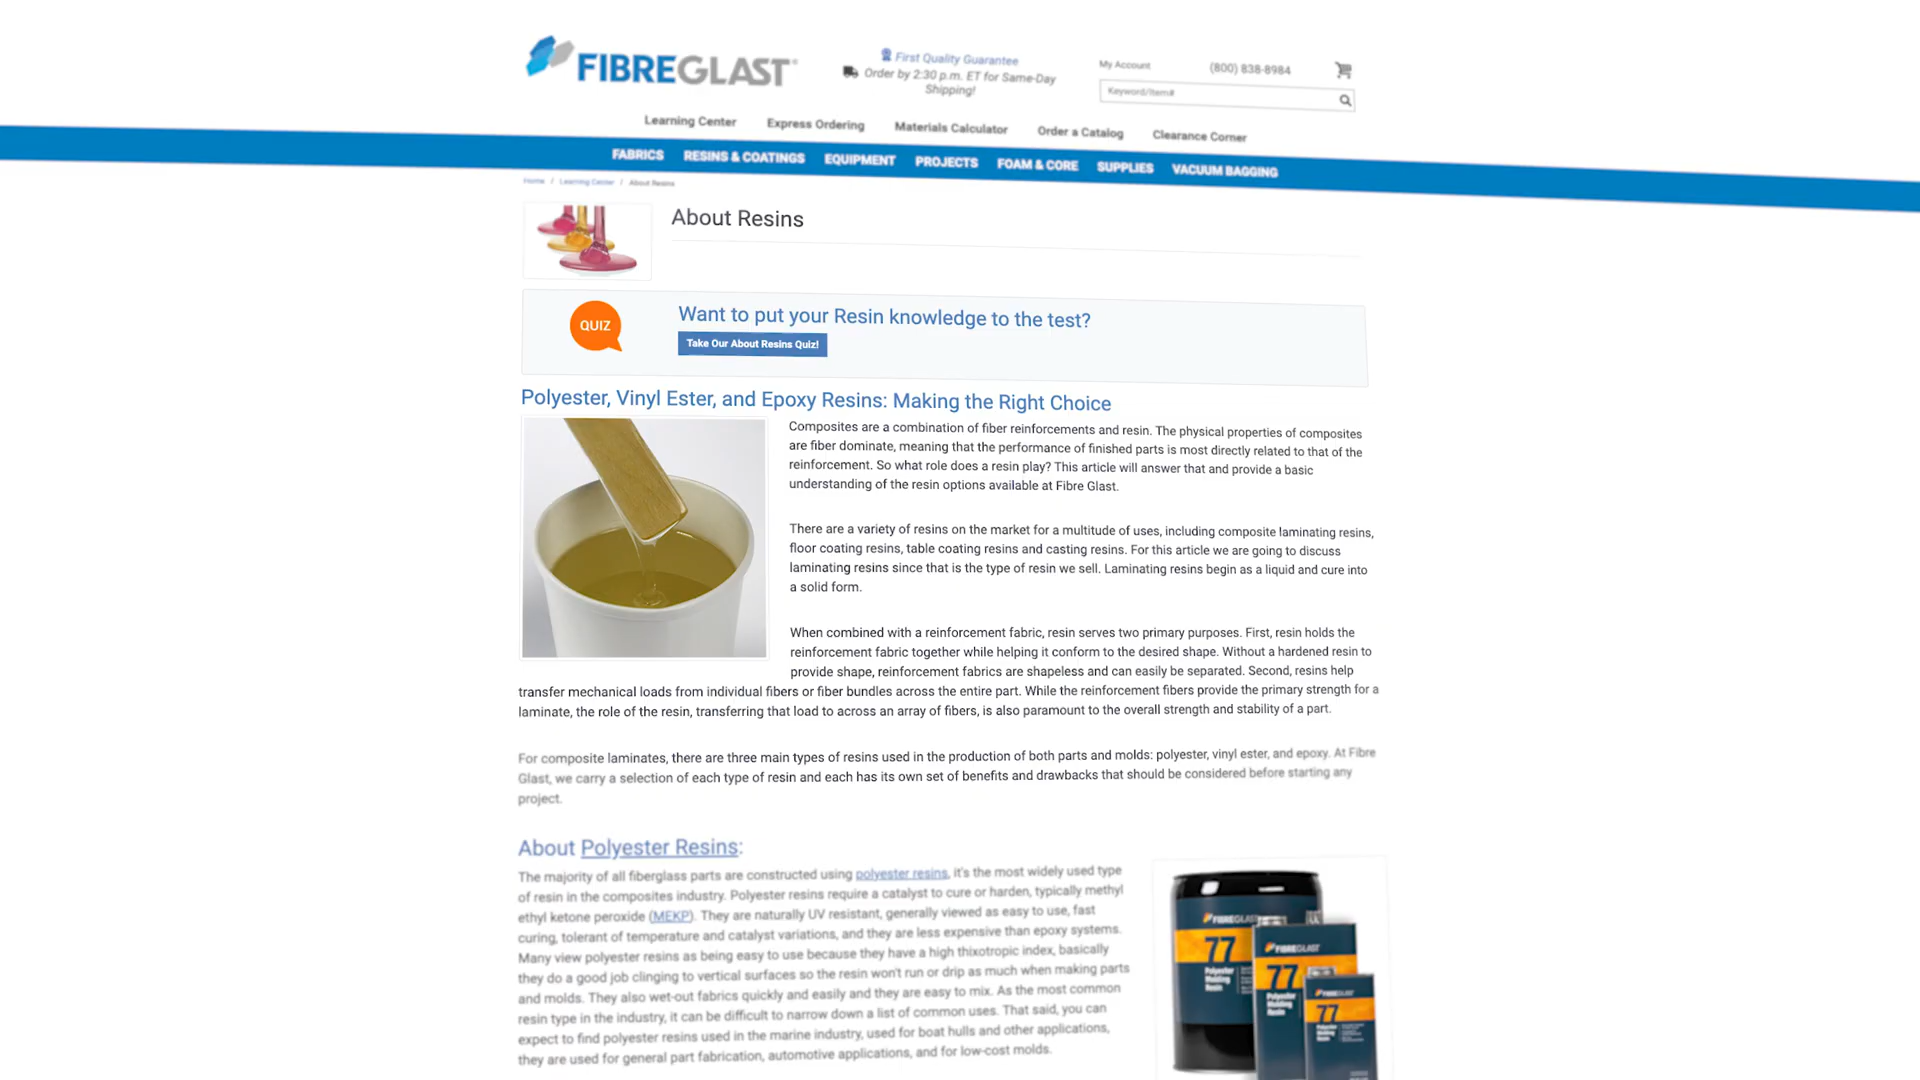 FIBREGLAST
First Quality Guarantee
Order by 2:30 p.m. ET for Same-Day
Shipping!
My Account
(800) 838-8984
Keyword/Item#
Learning Center
Express Ordering
Materials Calculator
Order a Catalog
Clearance Corner
FABRICS
RESINS & COATINGS
EQUIPMENT
PROJECTS
FOAM & CORE
SUPPLIES
VACUUM BAGGING
Home / Learning Center / About Resins
About Resins
QUIZ
Want to put your Resin knowledge to the test?
Take Our About Resins Quiz!
Polyester, Vinyl Ester, and Epoxy Resins: Making the Right Choice
Composites are a combination of fiber reinforcements and resin. The physical properties of composites
are fiber dominate, meaning that the performance of finished parts is most directly related to that of the
reinforcement. So what role does a resin play? This article will answer that and provide a basic
understanding of the resin options available at Fibre Glast.
There are a variety of resins on the market for a multitude of uses, including composite laminating resins,
floor coating resins, table coating resins and casting resins. For this article we are going to discuss
laminating resins since that is the type of resin we sell. Laminating resins begin as a liquid and cure into
a solid form.
When combined with a reinforcement fabric, resin serves two primary purposes. First, resin holds the
reinforcement fabric together while helping it conform to the desired shape. Without a hardened resin to
provide shape, reinforcement fabrics are shapeless and can easily be separated. Second, resins help
transfer mechanical loads from individual fibers or fiber bundles across the entire part. While the reinforcement fibers provide the primary strength for a
laminate, the role of the resin, transferring that load to across an array of fibers, is also paramount to the overall strength and stability of a part.
For composite laminates, there are three main types of resins used in the production of both parts and molds: polyester, vinyl ester, and epoxy. At Fibre
Glast, we carry a selection of each type of resin and each has its own set of benefits and drawbacks that should be considered before starting any
project.
About Polyester Resins:
The majority of all fiberglass parts are constructed using polyester resins, it's the most widely used type
of resin in the composites industry. Polyester resins require a catalyst to cure or harden, typically methyl
ethyl ketone peroxide (MEKP). They are naturally UV resistant, generally viewed as easy to use, fast
curing, tolerant of temperature and catalyst variations, and they are less expensive than epoxy systems.
Many view polyester resins as being easy to use because they have a high thixotropic index, basically
they do a good job clinging to vertical surfaces so the resin won't run or drip as much when making parts
and molds. They also wet-out fabrics quickly and easily and they are easy to mix. As the most common
resin type in the industry, it can be difficult to narrow down a list of common uses. That said, you can
expect to find polyester resins used in the marine industry, used for boat hulls and other applications,
they are used for general part fabrication, automotive applications, and for low-cost molds.
FIBREGLAST
77
Polyester
Molding
Resin
FIBREGLAST
77
Polyester
Molding
Resin
FIBREGLAST
77
Polyester
Molding
Resin